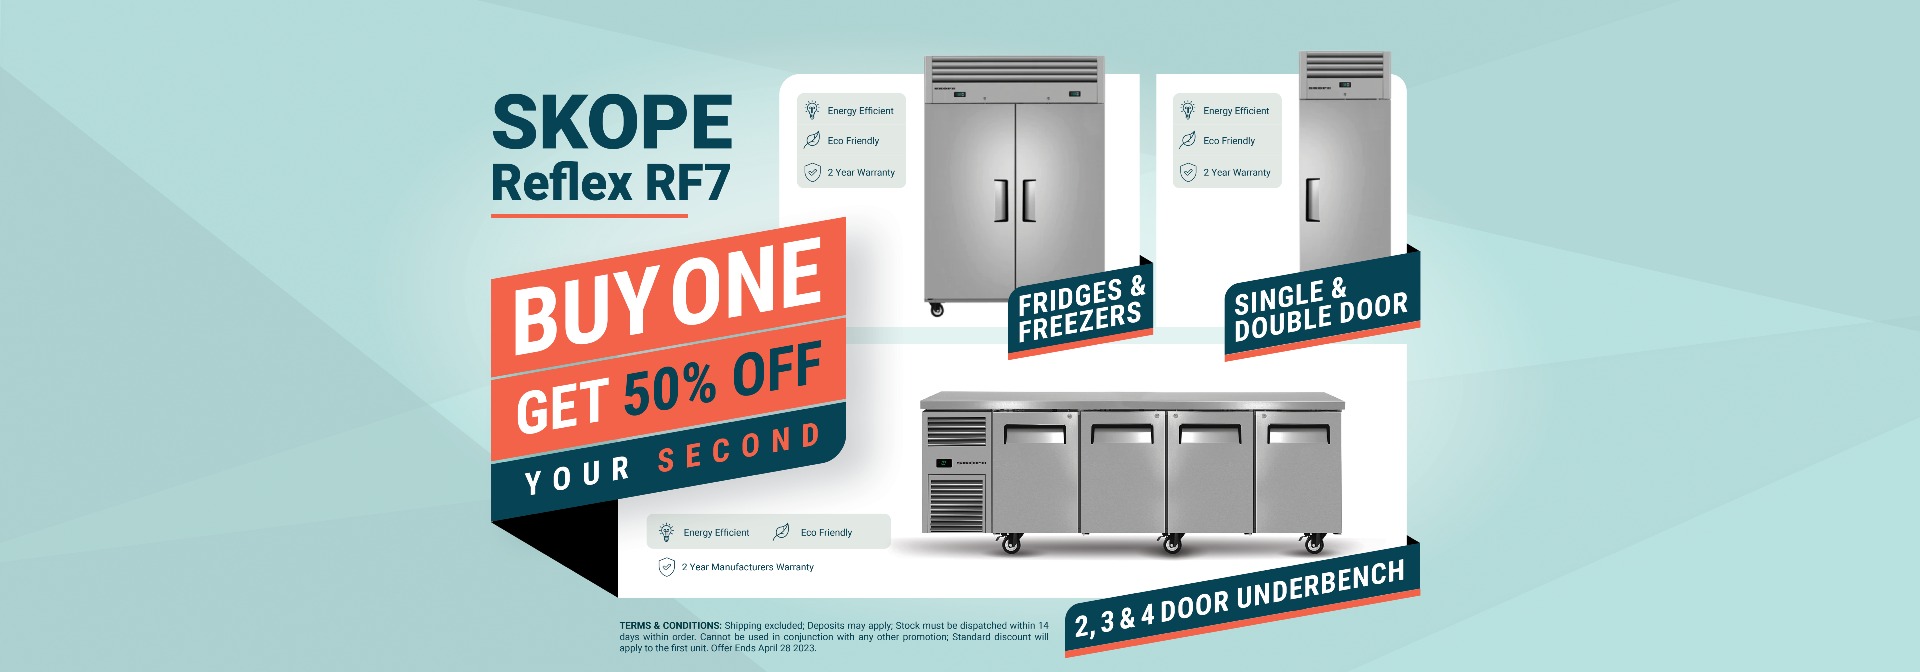 SKOPE
Reflex RF7
BUY ONE
GET 50% OFF
YOUR SECOND
Energy Efficient
Eco Friendly
2 Year Warranty
FRIDGES &
FREEZERS
Energy Efficient
Eco Friendly
2 Year Warranty
SINGLE &
DOUBLE DOOR
Energy Efficient
Eco Friendly
2 Year Manufacturers Warranty
SKOPE
2, 3 & 4 DOOR UNDERBENCH
TERMS & CONDITIONS: Shipping excluded; Deposits may apply; Stock must be dispatched within 14
days within order. Cannot be used in conjunction with any other promotion; Standard discount will
apply to the first unit. Offer Ends April 28 2023.